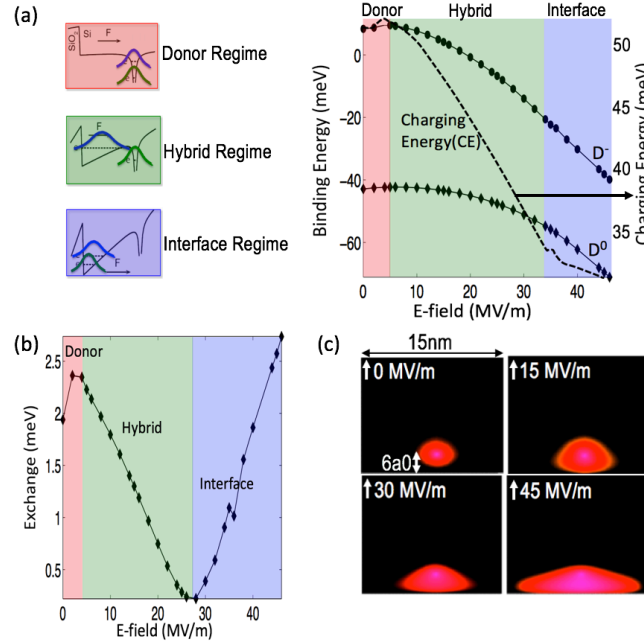 (a)
SiO2
Si
F
e
Donor Regime
F
e
Hybrid Regime
F
Interface Regime
Donor
Hybrid
Interface
Binding Energy (meV)
0
−20
−40
−60
Charging
Energy(CE)
D-
D0
50
45
40
35
Charging Energy (meV)
0 10 20 30 40
E-field (MV/m)
(b)
Donor
Hybrid
Interface
Exchange (meV)
2.5
2
1.5
1
0.5
0 10 20 30 40
E-field (MV/m)
(c)
15nm
0 MV/m
6a0
15 MV/m
30 MV/m
45 MV/m